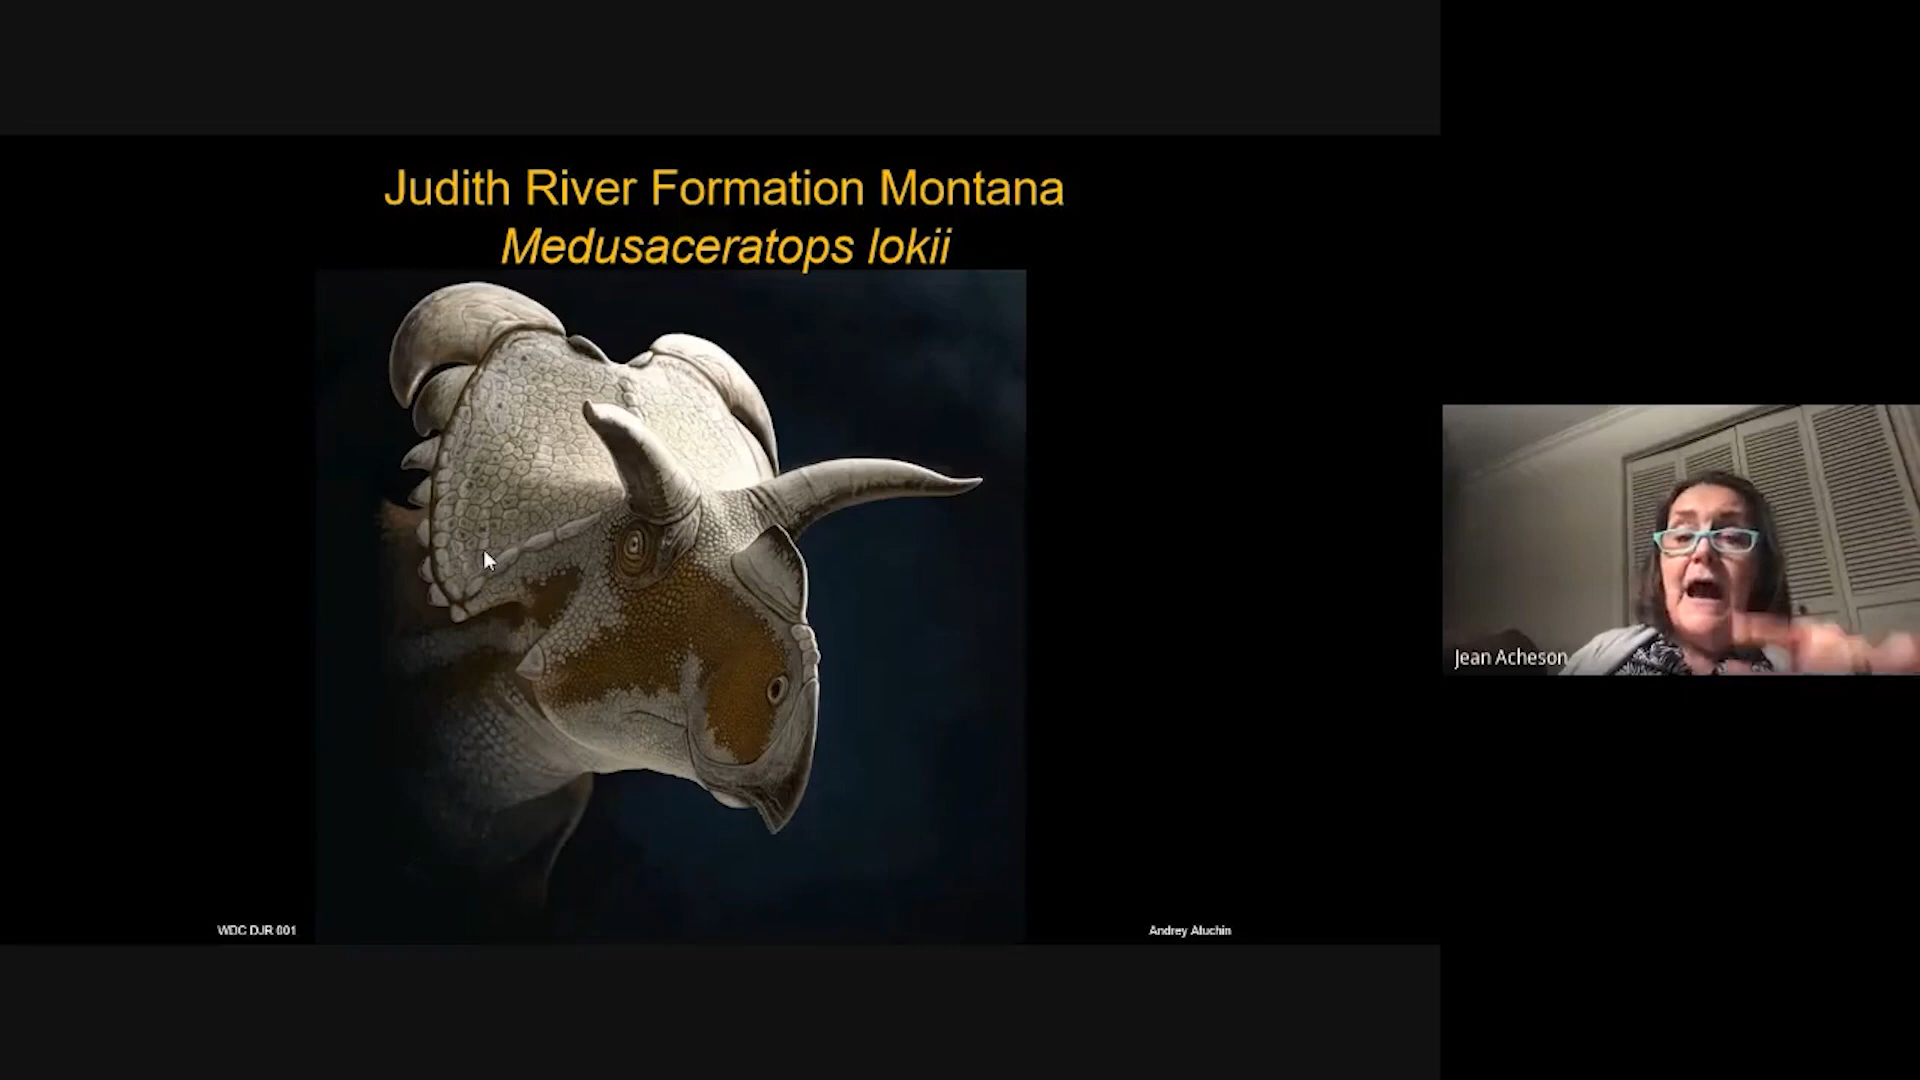 Judith River Formation Montana
Medusaceratops lokii
Jean Acheson
WDC DJR 001
Andrey Atuchin